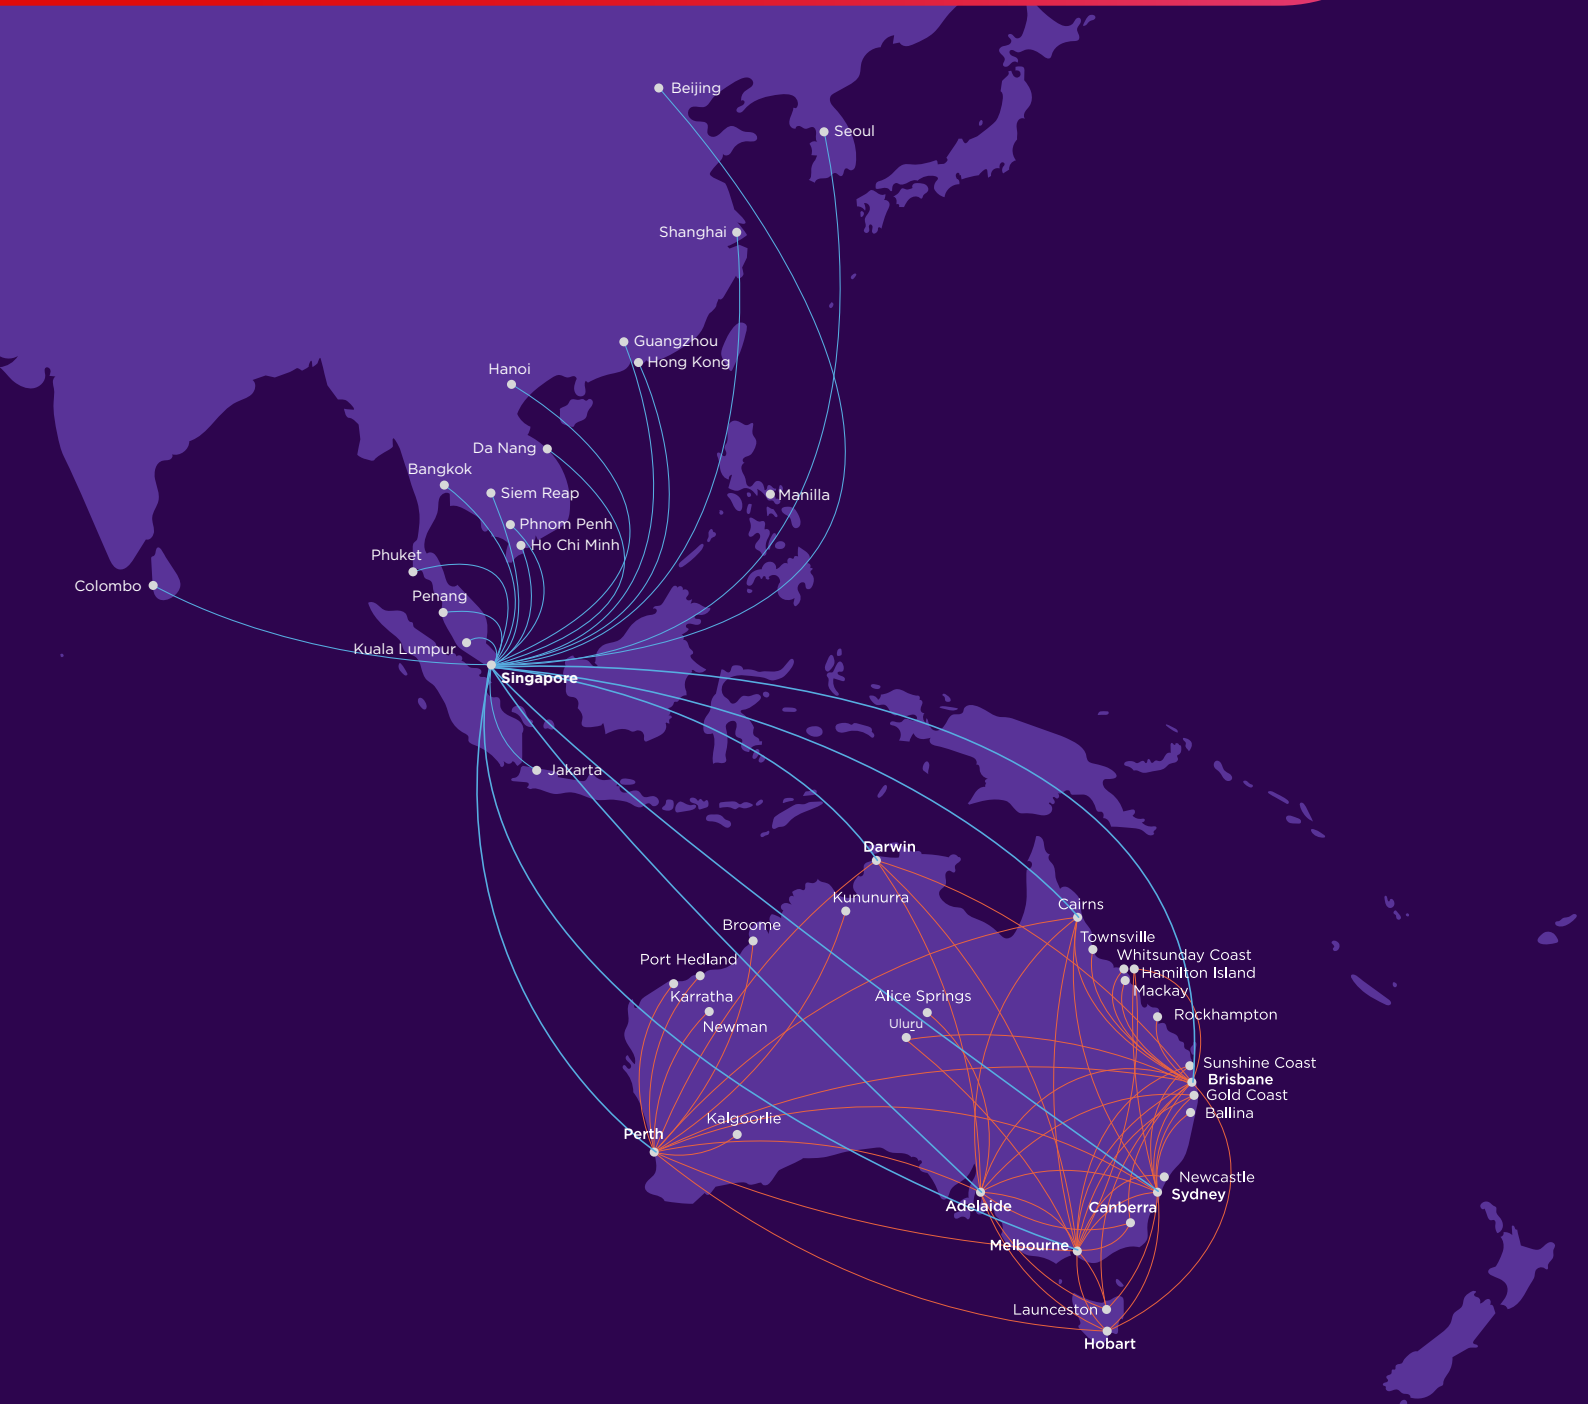 Beijing
Seoul
Shanghai
Guangzhou
Hong Kong
Hanoi
Da Nang
Bangkok
Siem Reap
Manilla
Phnom Penh
Ho Chi Minh
Phuket
Colombo
Penang
Kuala Lumpur
Singapore
Jakarta
Darwin
Kununurra
Cairns
Broome
Townsville
Whitsunday Coast
Port Hedland
Hamilton Island
Mackay
Karratha
Alice Springs
Rockhampton
Newman
Uluru
Sunshine Coast
Brisbane
Gold Coast
Ballina
Kalgoorlie
Perth
Newcastle
Sydney
Adelaide
Canberra
Melbourne
Launceston
Hobart